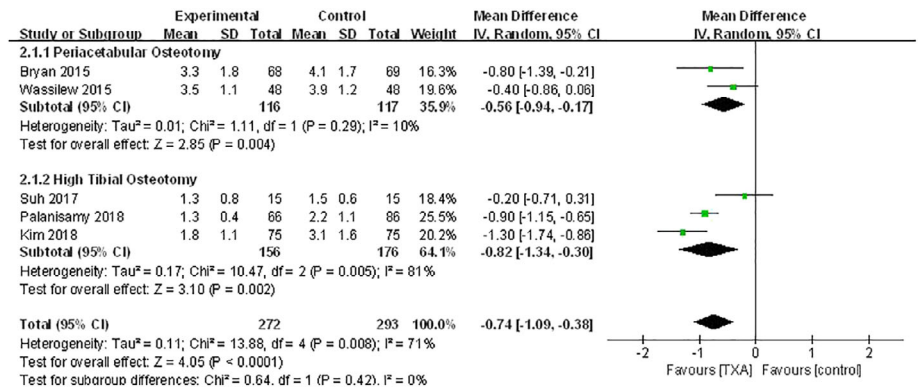 Experimental Control Mean Difference Mean Difference
Study or Subgroup Mean SD Total Mean SD Total Weight IV, Random, 95% CI IV, Random, 95% CI
2.1.1 Periacetabular Osteotomy
Bryan 2015 3.3 1.8 68 4.1 1.7 69 16.3% -0.80 [-1.39, -0.21]
Wassilew 2015 3.5 1.1 48 3.9 1.2 48 19.6% -0.40 [-0.86, 0.06]
Subtotal (95% CI) 116 117 35.9% -0.56 [-0.94, -0.17]
Heterogeneity: Tau² = 0.01; Chi² = 1.11, df = 1 (P = 0.29); I² = 10%
Test for overall effect: Z = 2.85 (P = 0.004)
2.1.2 High Tibial Osteotomy
Suh 2017 1.3 0.8 15 1.5 0.6 15 18.4% -0.20 [-0.71, 0.31]
Palanisamy 2018 1.3 0.4 66 2.2 1.1 86 25.5% -0.90 [-1.15, -0.65]
Kim 2018 1.8 1.1 75 3.1 1.6 75 20.2% -1.30 [-1.74, -0.86]
Subtotal (95% CI) 156 176 64.1% -0.82 [-1.34, -0.30]
Heterogeneity: Tau² = 0.17; Chi² = 10.47, df = 2 (P = 0.005); I² = 81%
Test for overall effect: Z = 3.10 (P = 0.002)
Total (95% CI) 272 293 100.0% -0.74 [-1.09, -0.38]
Heterogeneity: Tau² = 0.11; Chi² = 13.88, df = 4 (P = 0.008); I² = 71%
Test for overall effect: Z = 4.05 (P < 0.0001)
Test for subgroup differences: Chi² = 0.64, df = 1 (P = 0.42), I² = 0%
-2 -1 0 1 2
Favours [TXA] Favours [control]